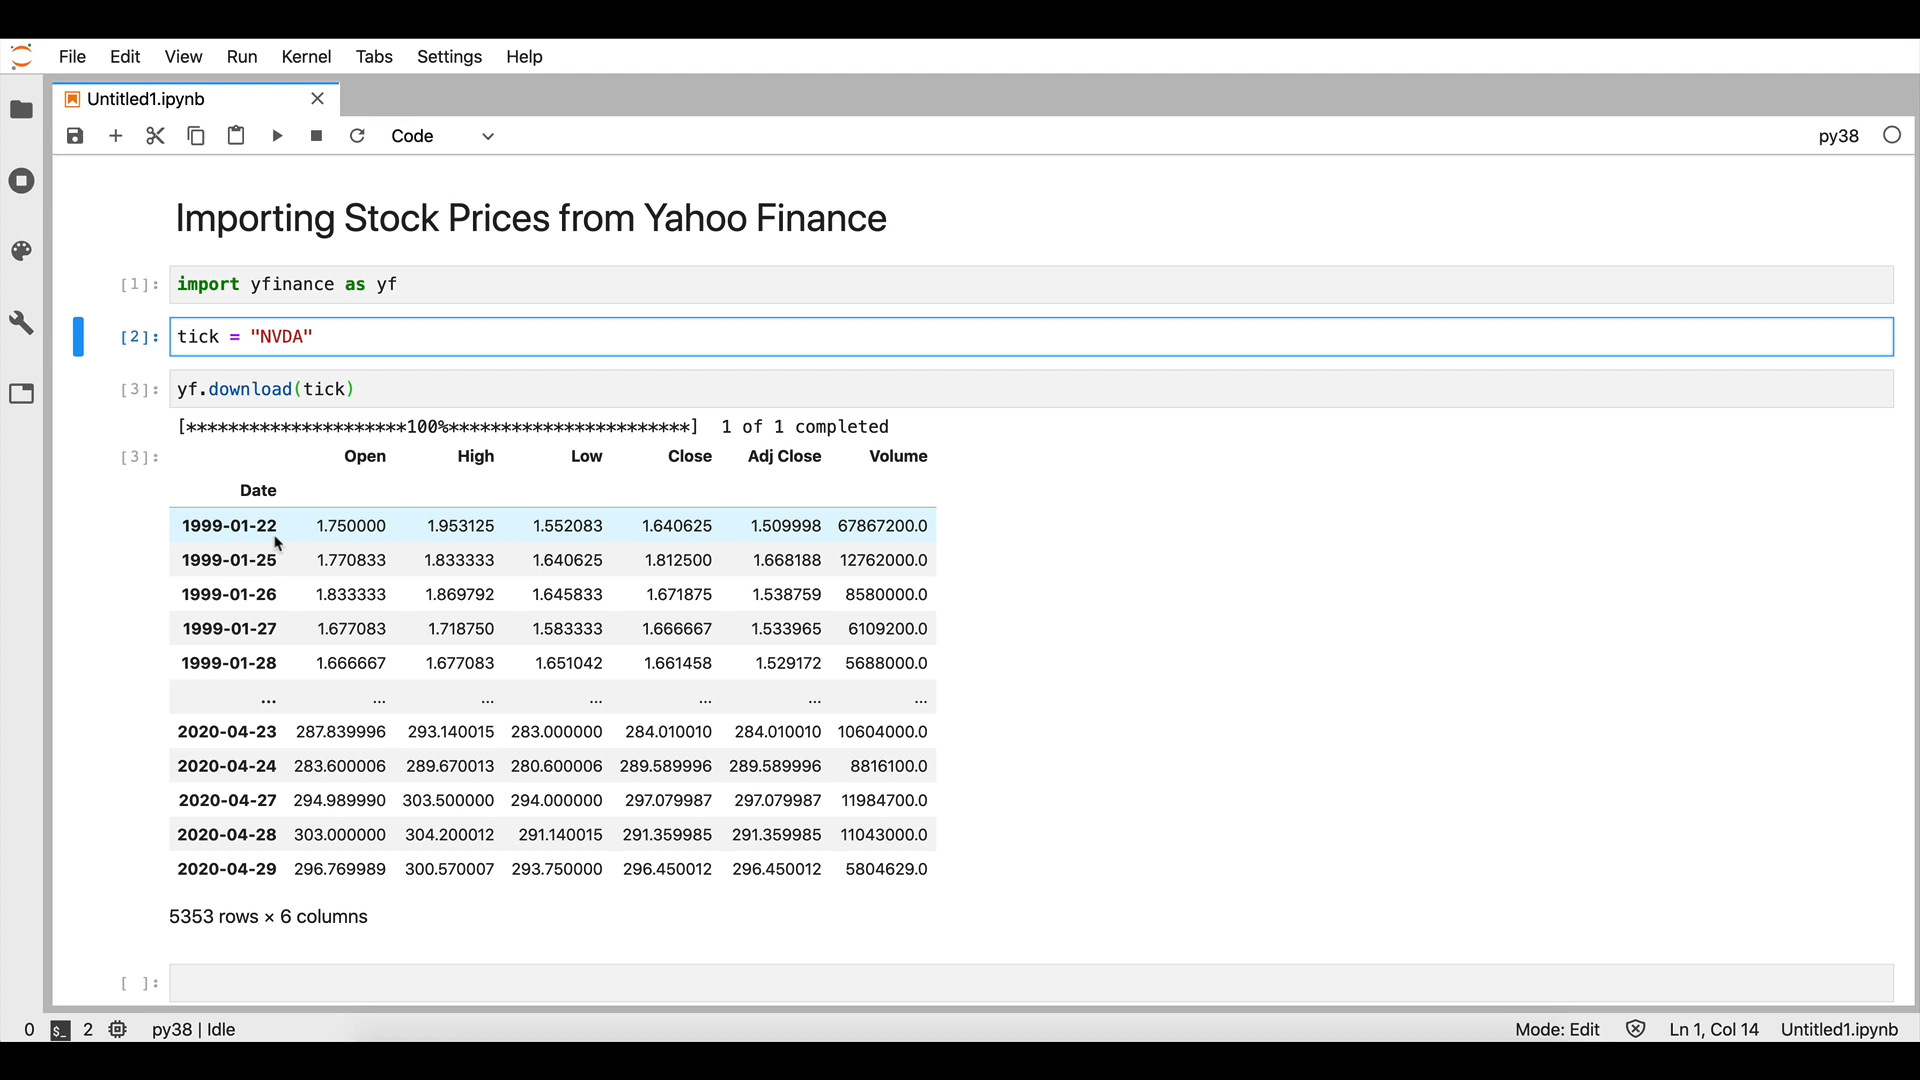 File Edit View Run Kernel Tabs Settings Help
Untitled1.ipynb
Code py38
Importing Stock Prices from Yahoo Finance
[1]: import yfinance as yf
[2]: tick = "NVDA"
[3]: yf.download(tick)
[*********************100%***********************] 1 of 1 completed
[3]: Open High Low Close Adj Close Volume
Date
1999-01-22 1.750000 1.953125 1.552083 1.640625 1.509998 67867200.0
1999-01-25 1.770833 1.833333 1.640625 1.812500 1.668188 12762000.0
1999-01-26 1.833333 1.869792 1.645833 1.671875 1.538759 8580000.0
1999-01-27 1.677083 1.718750 1.583333 1.666667 1.533965 6109200.0
1999-01-28 1.666667 1.677083 1.651042 1.661458 1.529172 5688000.0
... ... ... ... ... ... ...
2020-04-23 287.839996 293.140015 283.000000 284.010010 284.010010 10604000.0
2020-04-24 283.600006 289.670013 280.600006 289.589996 289.589996 8816100.0
2020-04-27 294.989990 303.500000 294.000000 297.079987 297.079987 11984700.0
2020-04-28 303.000000 304.200012 291.140015 291.359985 291.359985 11043000.0
2020-04-29 296.769989 300.570007 293.750000 296.450012 296.450012 5804629.0
5353 rows × 6 columns
[ ]:
0 $_ 2 py38 | Idle Mode: Edit Ln 1, Col 14 Untitled1.ipynb